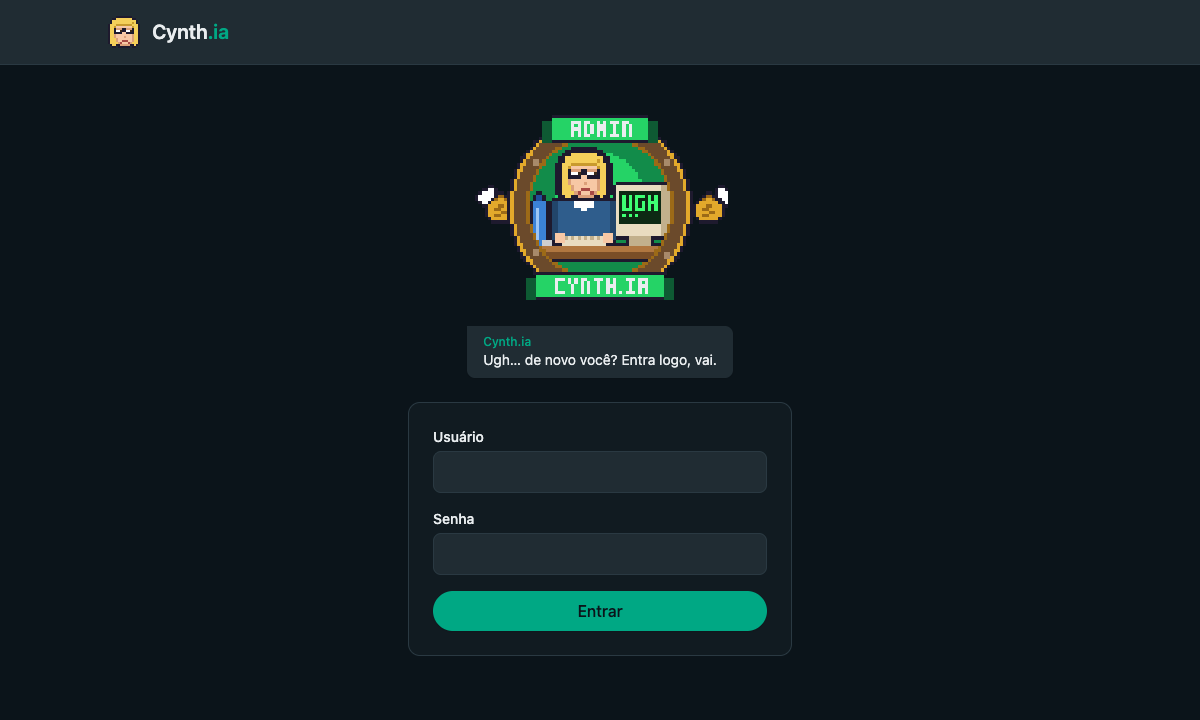 Cynth.ia
ADMIN
UGH
...
CYNTH.IA
Cynth.ia
Ugh... de novo você? Entra logo, vai.
Usuário
Senha
Entrar